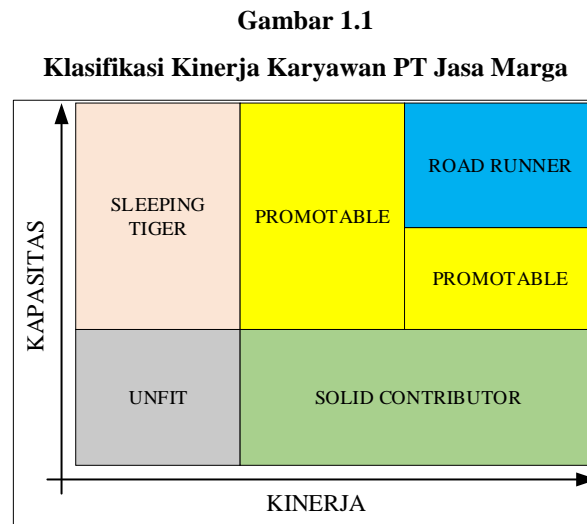 Gambar 1.1
Klasifikasi Kinerja Karyawan PT Jasa Marga
KAPASITAS
SLEEPING
TIGER
PROMOTABLE
ROAD RUNNER
PROMOTABLE
UNFIT
SOLID CONTRIBUTOR
KINERJA